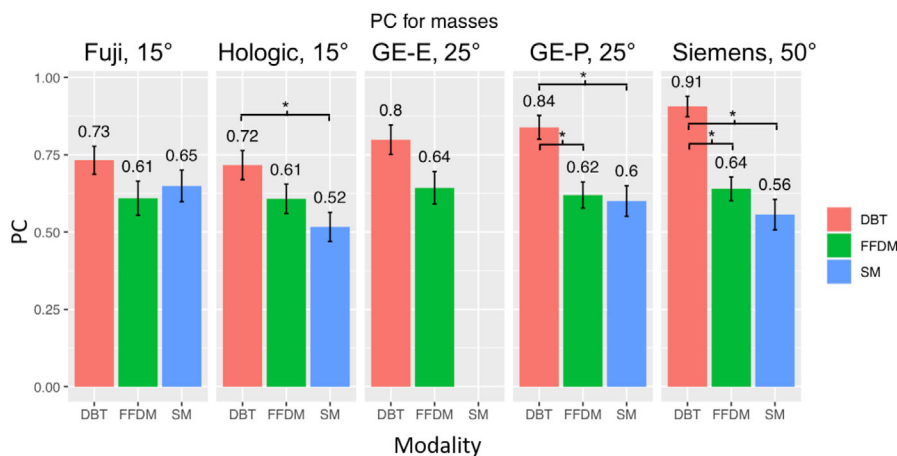 PC for masses
Fuji, 15° Hologic, 15° GE-E, 25° GE-P, 25° Siemens, 50°
1.00
0.75
0.50
0.25
0.00
PC
0.73 0.61 0.65
0.72 0.61 0.52
*
0.8 0.64
0.84 0.62 0.6
*
*
0.91 0.64 0.56
*
*
DBT FFDM SM DBT FFDM SM DBT FFDM SM DBT FFDM SM DBT FFDM SM
Modality
DBT
FFDM
SM